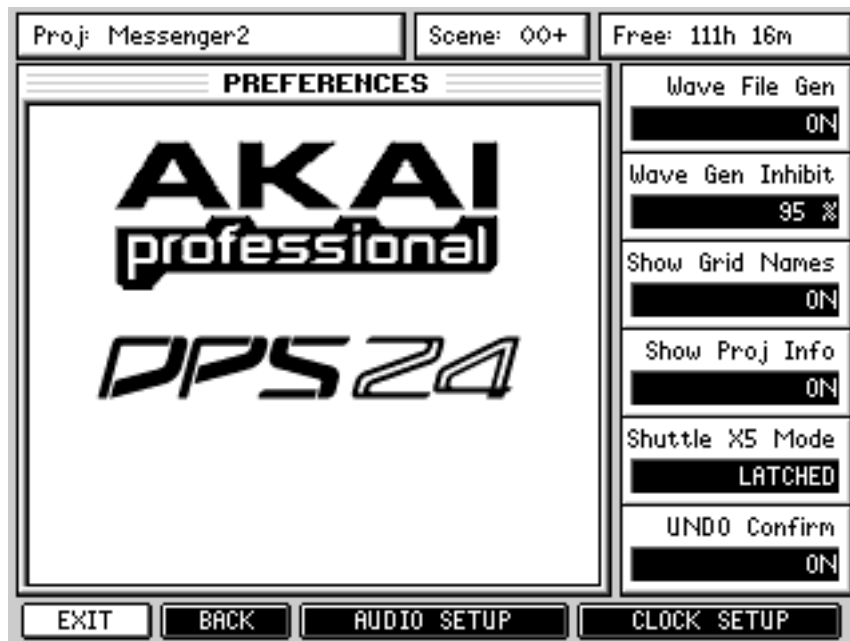 Proj: Messenger2
Scene: 00+
Free: 111h 16m
PREFERENCES
AKAI
professional
DPS24
Wave File Gen
ON
Wave Gen Inhibit
95 %
Show Grid Names
ON
Show Proj Info
ON
Shuttle X5 Mode
LATCHED
UNDO Confirm
ON
EXIT
BACK
AUDIO SETUP
CLOCK SETUP